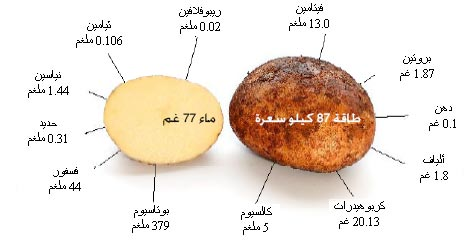 فيتامين
13.0 ملغم
ريبوفلافين
0.02 ملغم
ثيامين
0.106 ملغم
نياسين
1.44 ملغم
حديد
0.31 ملغم
فسفور
44 ملغم
بوتاسيوم
379 ملغم
ماء 77 غم
طاقة 87 كيلو سعرة
بروتين
1.87 غم
دهن
0.1 غم
ألياف
1.8 غم
كربوهيدرات
20.13 غم
كالسيوم
5 ملغم